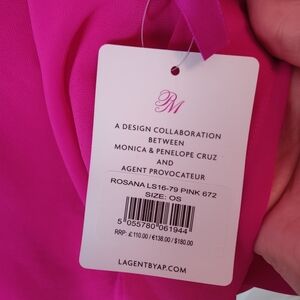 PM
A DESIGN COLLABORATION
BETWEEN
MONICA & PENELOPE CRUZ
AND
AGENT PROVOCATEUR
ROSANA LS16-79 PINK 672
SIZE: OS
5 055780 061944
RRP: £110.00/€138.00/$180.00
LAGENTBYAP.COM